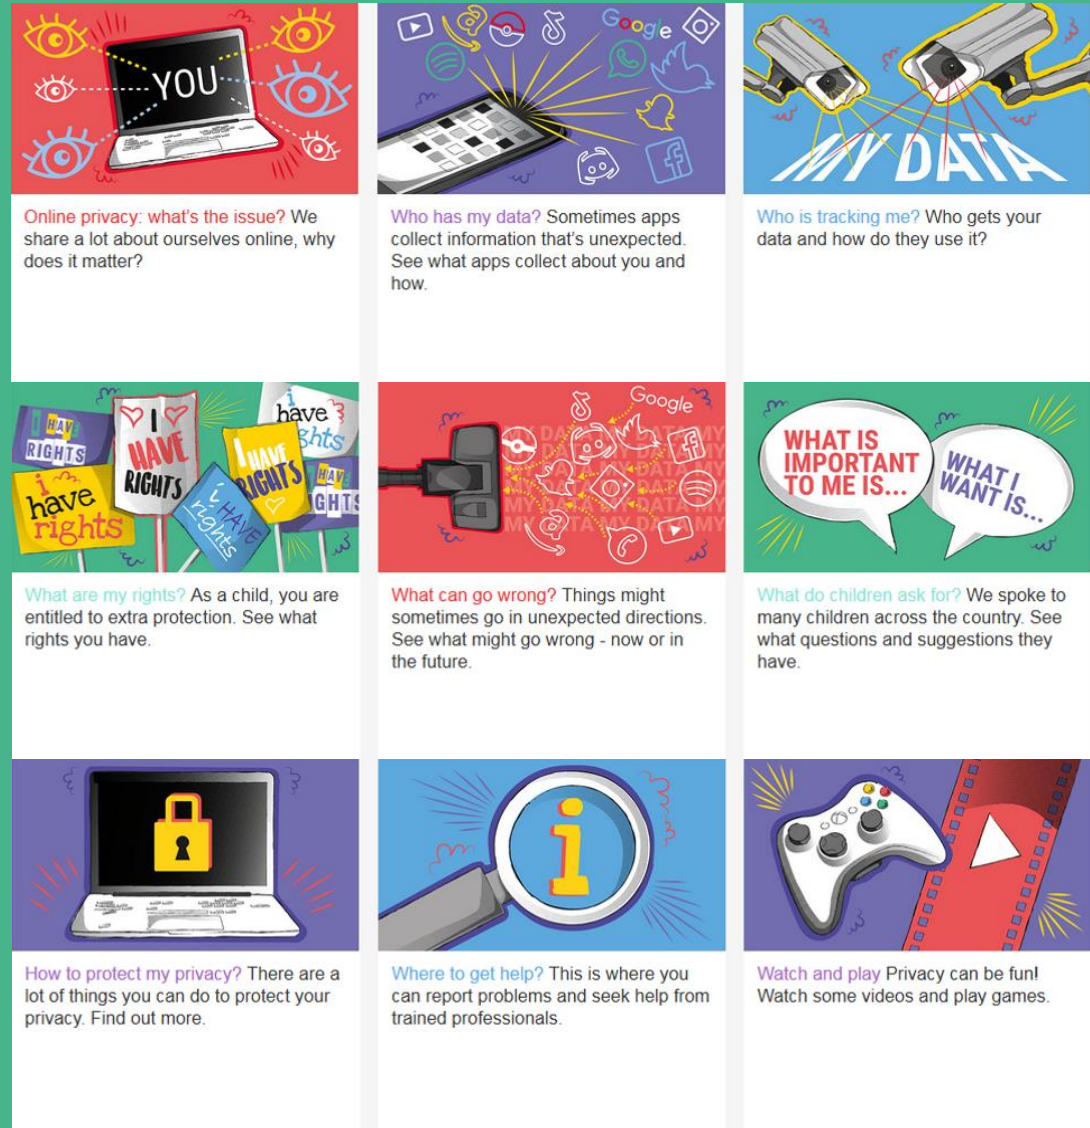 YOU
Google
MY DATA
Online privacy: what's the issue? We
share a lot about ourselves online, why
does it matter?
Who has my data? Sometimes apps
collect information that's unexpected.
See what apps collect about you and
how.
Who is tracking me? Who gets your
data and how do they use it?
I HAVE
RIGHTS
i
have
rights
I
HAVE
RIGHTS
i HAVE
rights
I HAVE
RIGHTS
i
have
ghts
HAVE
GHTS
Google
MY DATA MY DATA MY
WHAT IS
IMPORTANT
TO ME IS...
WHAT I
WANT IS...
What are my rights? As a child, you are
entitled to extra protection. See what
rights you have.
What can go wrong? Things might
sometimes go in unexpected directions.
See what might go wrong - now or in
the future.
What do children ask for? We spoke to
many children across the country. See
what questions and suggestions they
have.
i
How to protect my privacy? There are a
lot of things you can do to protect your
privacy. Find out more.
Where to get help? This is where you
can report problems and seek help from
trained professionals.
Watch and play Privacy can be fun!
Watch some videos and play games.